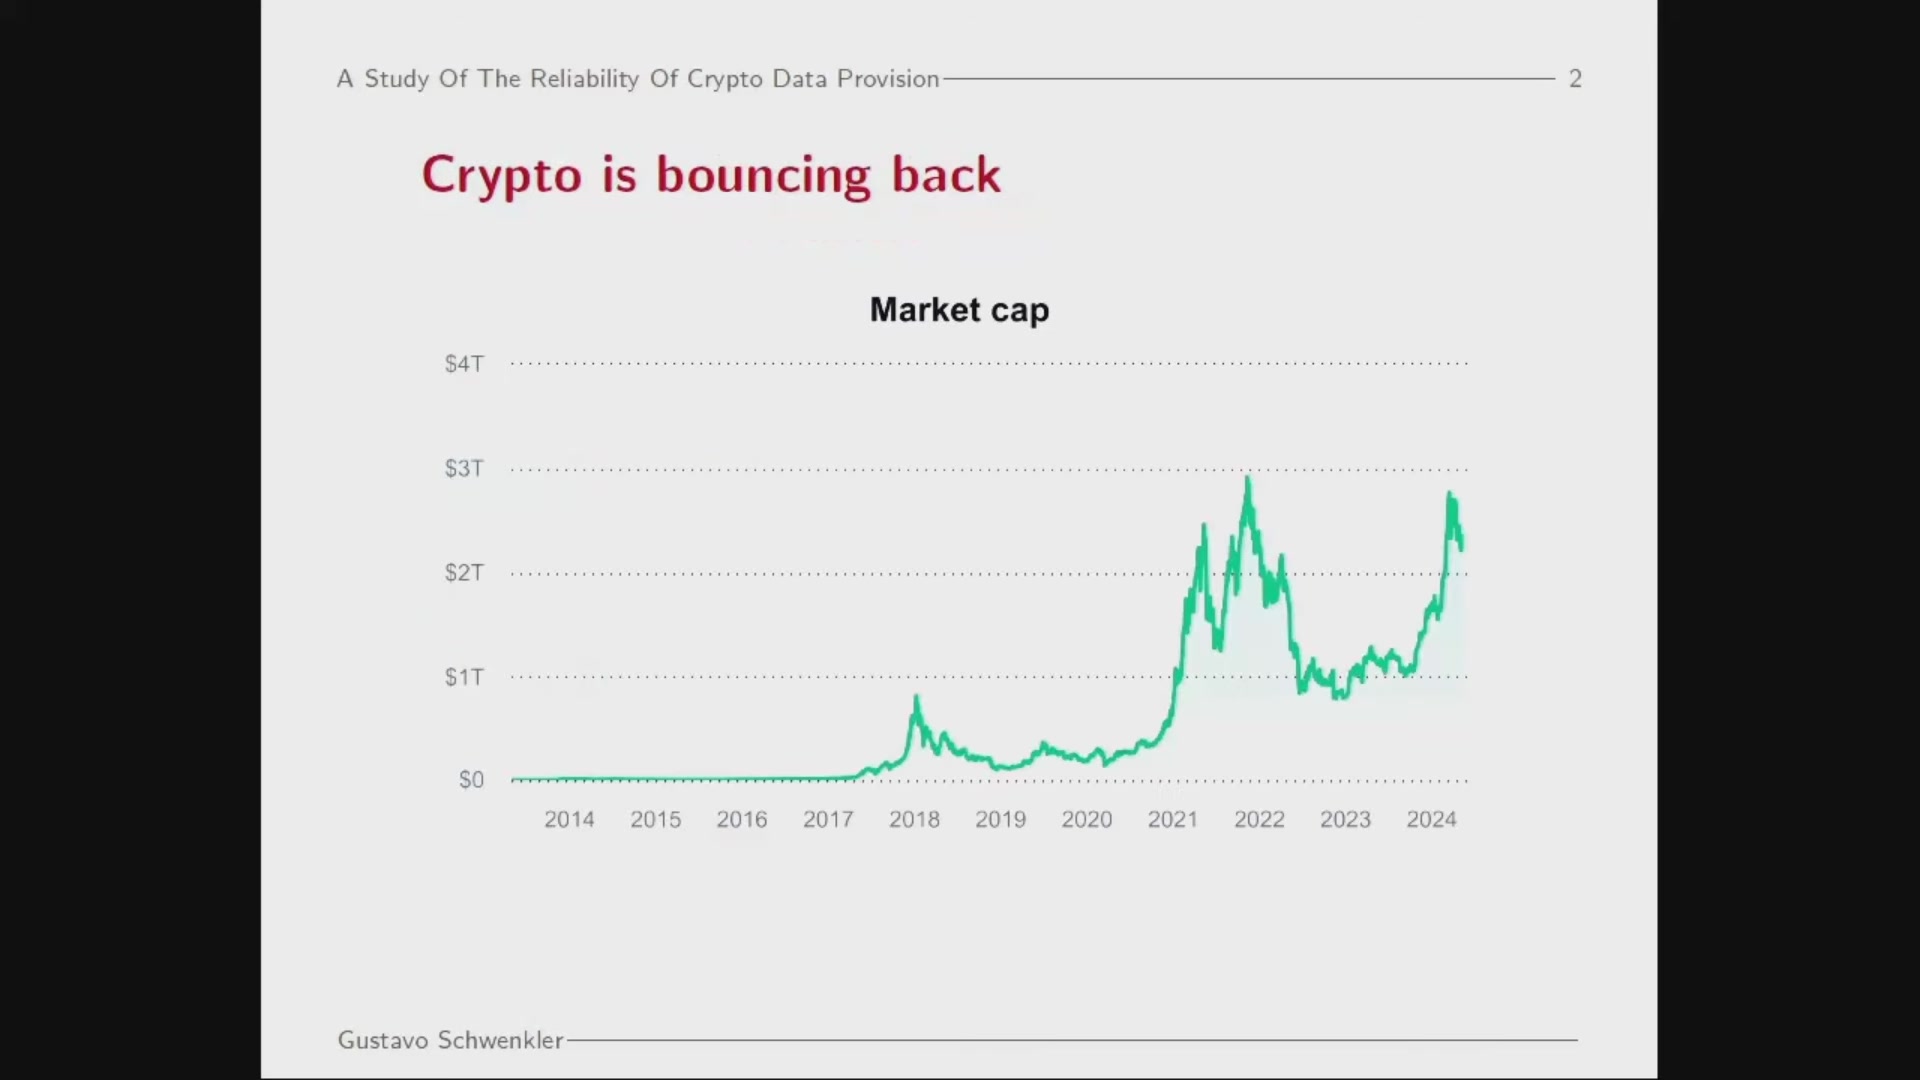 A Study Of The Reliability Of Crypto Data Provision 2
Crypto is bouncing back
Market cap
$4T
$3T
$2T
$1T
$0
2014 2015 2016 2017 2018 2019 2020 2021 2022 2023 2024
Gustavo Schwenkler